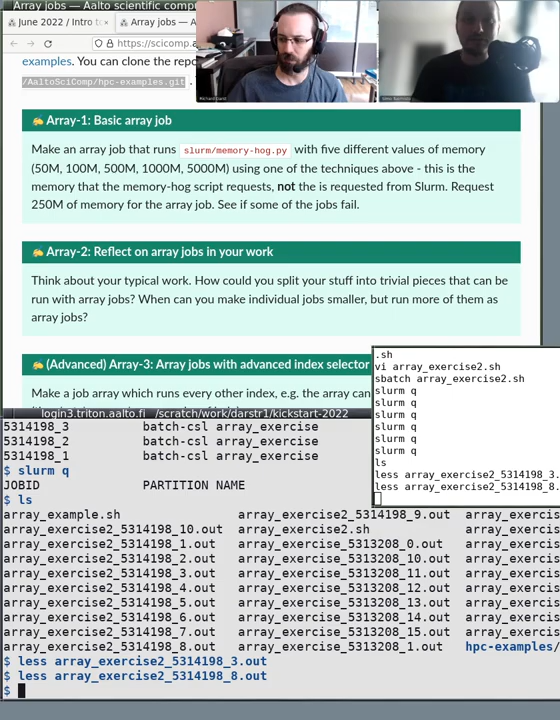 Array jobs — Aalto scientific comp
June 2022 / Intro to
Array jobs — A
https://scicomp.a
examples. You can clone the repo
/AaltoSciComp/hpc-examples.git .
✍ Array-1: Basic array job
Make an array job that runs slurm/memory-hog.py with five different values of memory
(50M, 100M, 500M, 1000M, 5000M) using one of the techniques above - this is the
memory that the memory-hog script requests, not the is requested from Slurm. Request
250M of memory for the array job. See if some of the jobs fail.
✍ Array-2: Reflect on array jobs in your work
Think about your typical work. How could you split your stuff into trivial pieces that can be
run with array jobs? When can you make individual jobs smaller, but run more of them as
array jobs?
✍ (Advanced) Array-3: Array jobs with advanced index selector
Make a job array which runs every other index, e.g. the array can
.sh
vi array_exercise2.sh
sbatch array_exercise2.sh
slurm q
slurm q
slurm q
slurm q
slurm q
slurm q
ls
less array_exercise2_5314198_3.
less array_exercise2_5314198_8.
login3.triton.aalto.fi /scratch/work/darstr1/kickstart-2022
5314198_3 batch-csl array_exercise
5314198_2 batch-csl array_exercise
5314198_1 batch-csl array_exercise
$ slurm q
JOBID PARTITION NAME
$ ls
array_example.sh array_exercise2_5314198_9.out array_exercis
array_exercise2_5314198_10.out array_exercise2.sh array_exercis
array_exercise2_5314198_1.out array_exercise_5313208_0.out array_exercis
array_exercise2_5314198_2.out array_exercise_5313208_10.out array_exercis
array_exercise2_5314198_3.out array_exercise_5313208_11.out array_exercis
array_exercise2_5314198_4.out array_exercise_5313208_12.out array_exercis
array_exercise2_5314198_5.out array_exercise_5313208_13.out array_exercis
array_exercise2_5314198_6.out array_exercise_5313208_14.out array_exercis
array_exercise2_5314198_7.out array_exercise_5313208_15.out array_exercis
array_exercise2_5314198_8.out array_exercise_5313208_1.out hpc-examples/
$ less array_exercise2_5314198_3.out
$ less array_exercise2_5314198_8.out
$